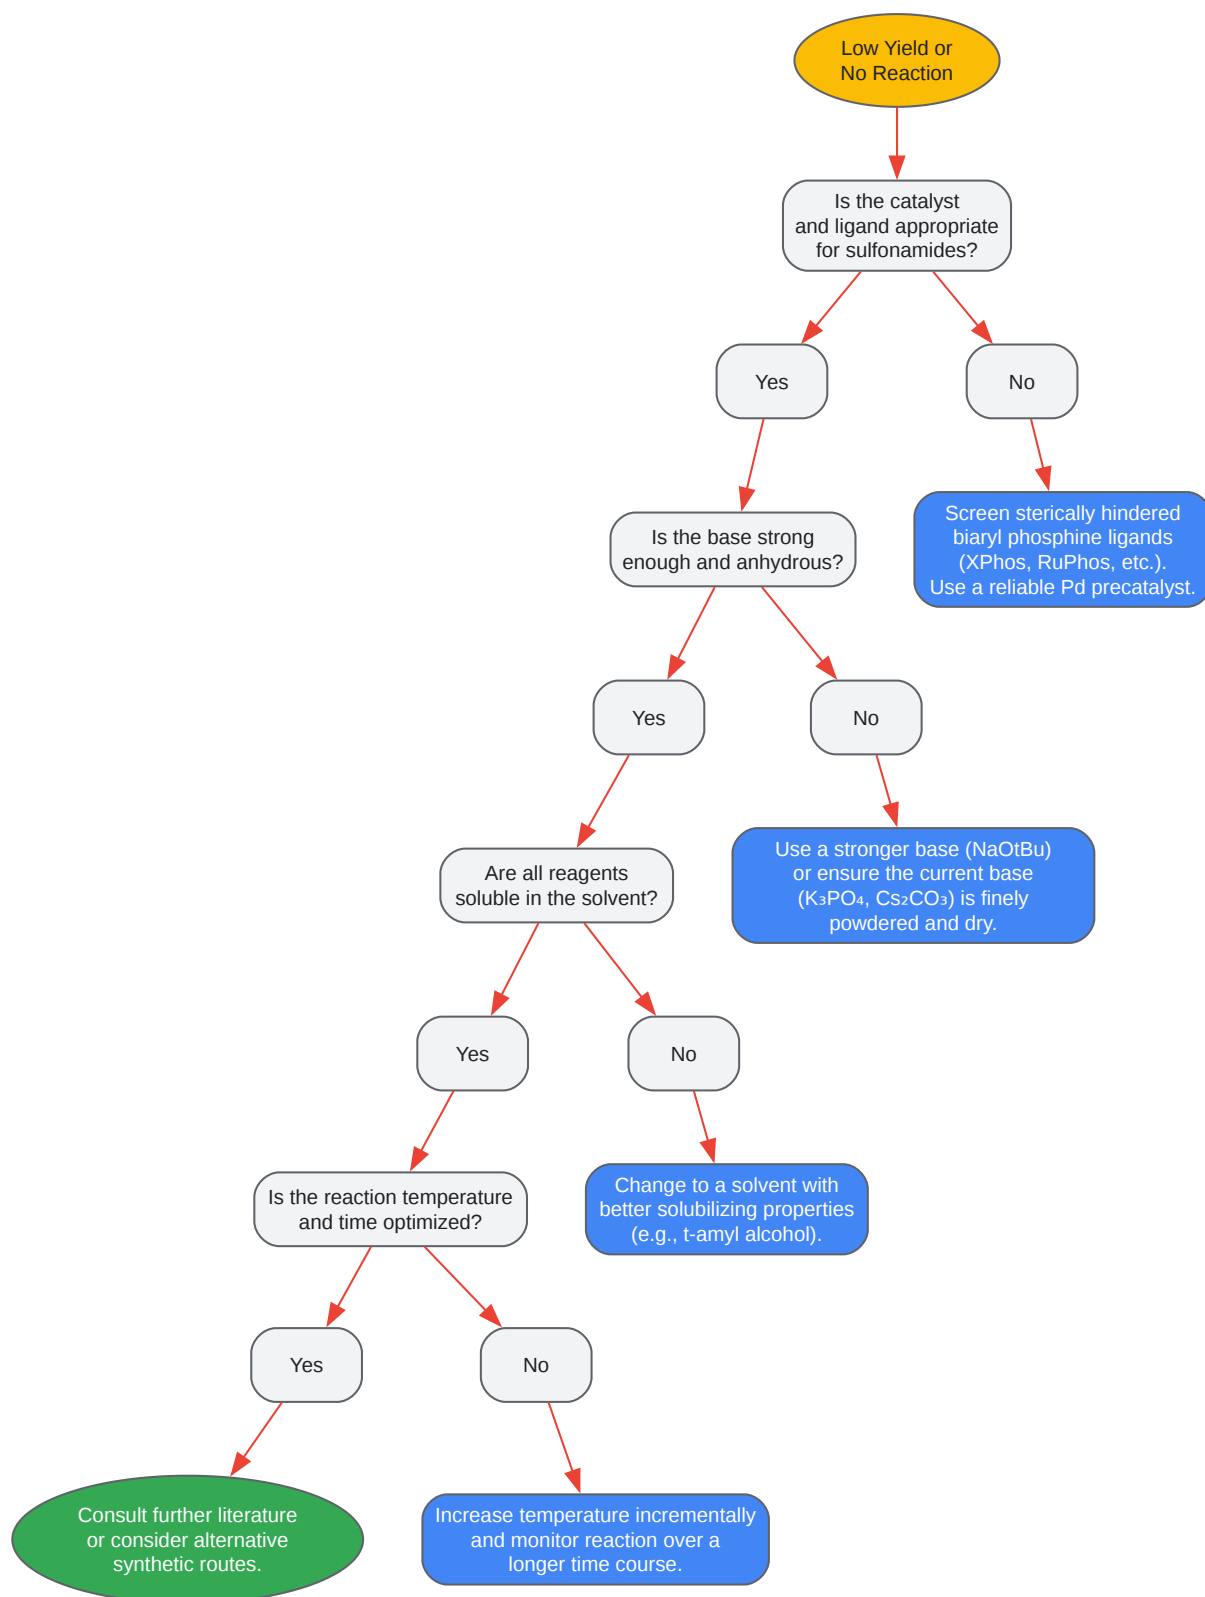 Low Yield or
No Reaction
Is the catalyst
and ligand appropriate
for sulfonamides?
Yes
No
Screen sterically hindered
biaryl phosphine ligands
(XPhos, RuPhos, etc.).
Use a reliable Pd precatalyst.
Is the base strong
enough and anhydrous?
Yes
No
Use a stronger base (NaOtBu)
or ensure the current base
(K₃PO₄, Cs₂CO₃) is finely
powdered and dry.
Are all reagents
soluble in the solvent?
Yes
No
Change to a solvent with
better solubilizing properties
(e.g., t-amyl alcohol).
Is the reaction temperature
and time optimized?
Yes
No
Consult further literature
or consider alternative
synthetic routes.
Increase temperature incrementally
and monitor reaction over a
longer time course.